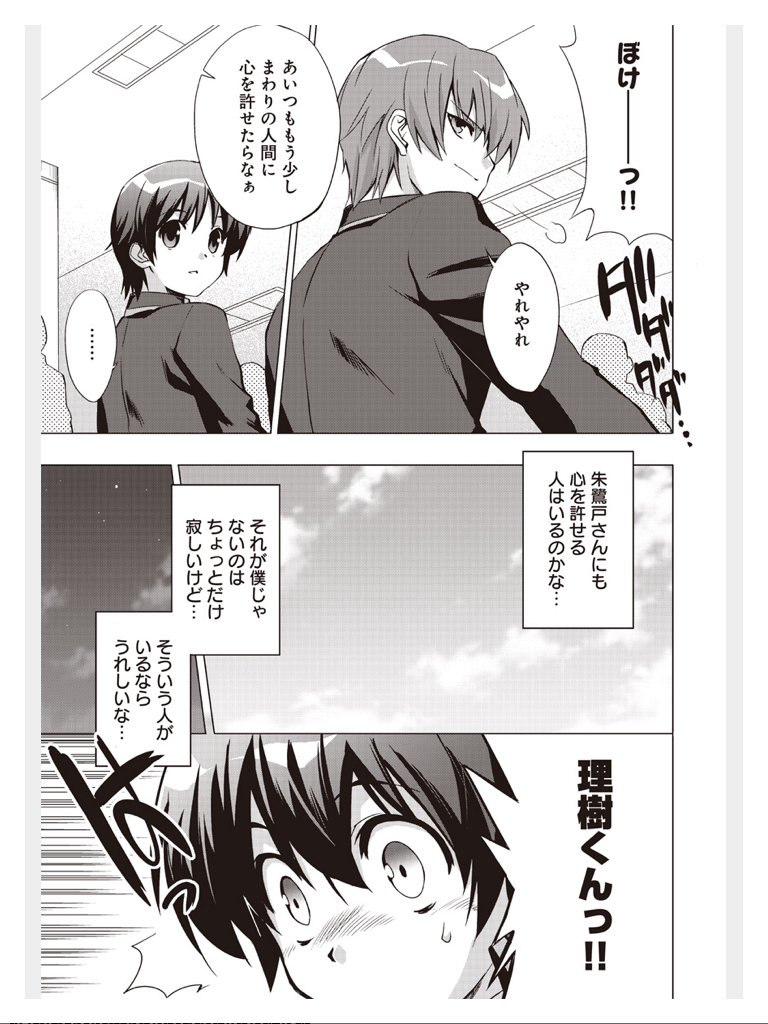 ぼけ――っ!!
ダダダダダ…
やれやれ
あいつももう少し
まわりの人間に
心を許せたらなぁ
……
朱鷺戸さんにも
心を許せる
人はいるのかな…
それが僕じゃ
ないのは
ちょっとだけ
寂しいけど…
そういう人が
いるなら
うれしいな…
理樹くんっ!!
はっ